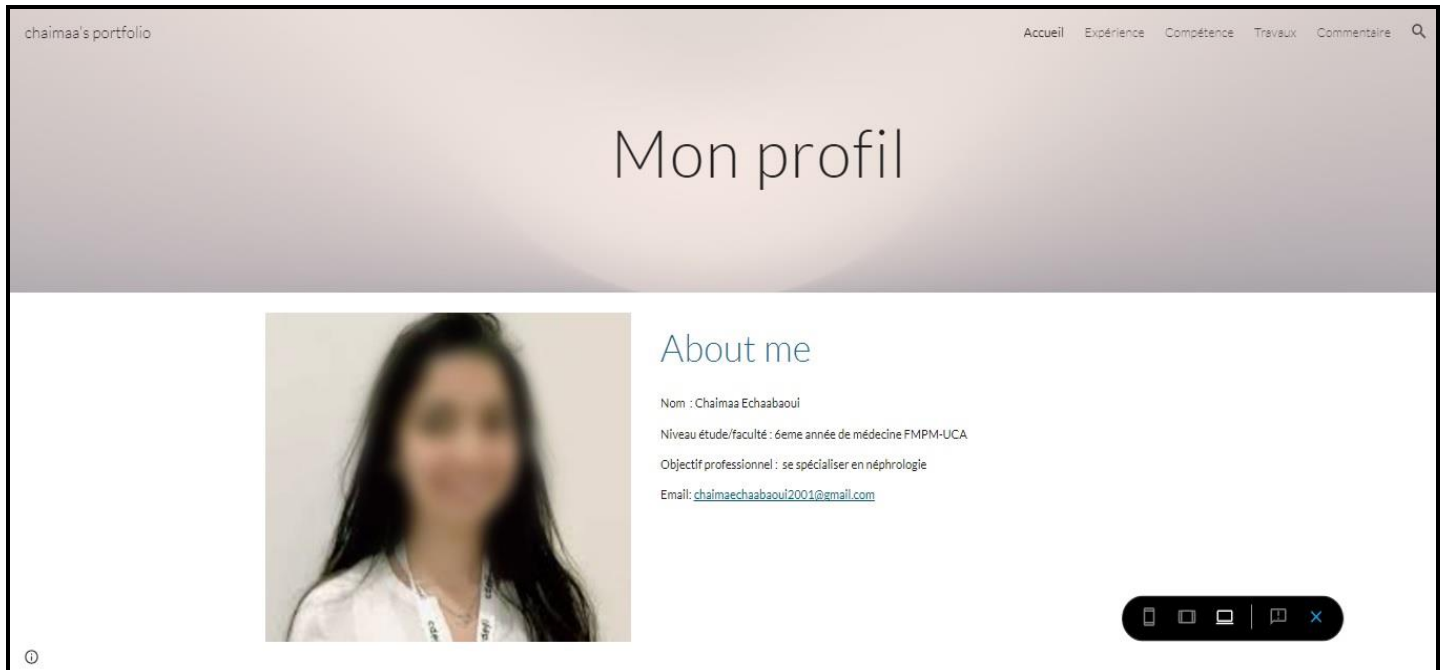 chaimaa's portfolio
Accueil Expérience Compétence Travaux Commentaire
Mon profil
About me
Nom : Chaimaa Echaabaoui
Niveau étude/faculté : 6eme année de médecine FMPM-UCA
Objectif professionnel : se spécialiser en néphrologie
Email: chaimaechaabaoui2001@gmail.com